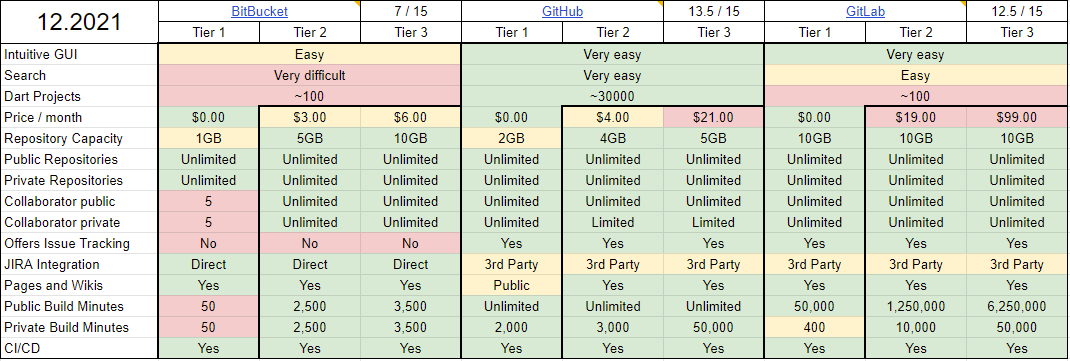 12.2021 BitBucket 7 / 15 GitHub 13.5 / 15 GitLab 12.5 / 15
Tier 1 Tier 2 Tier 3 Tier 1 Tier 2 Tier 3 Tier 1 Tier 2 Tier 3
Intuitive GUI Easy Very easy Very easy
Search Very difficult Very easy Easy
Dart Projects ~100 ~30000 ~100
Price / month $0.00 $3.00 $6.00 $0.00 $4.00 $21.00 $0.00 $19.00 $99.00
Repository Capacity 1GB 5GB 10GB 2GB 4GB 5GB 10GB 10GB 10GB
Public Repositories Unlimited Unlimited Unlimited Unlimited Unlimited Unlimited Unlimited Unlimited Unlimited
Private Repositories Unlimited Unlimited Unlimited Unlimited Unlimited Unlimited Unlimited Unlimited Unlimited
Collaborator public 5 Unlimited Unlimited Unlimited Unlimited Unlimited Unlimited Unlimited Unlimited
Collaborator private 5 Unlimited Unlimited Unlimited Limited Limited Unlimited Unlimited Unlimited
Offers Issue Tracking No No No Yes Yes Yes Yes Yes Yes
JIRA Integration Direct Direct Direct 3rd Party 3rd Party 3rd Party 3rd Party 3rd Party 3rd Party
Pages and Wikis Yes Yes Yes Public Yes Yes Yes Yes Yes
Public Build Minutes 50 2,500 3,500 Unlimited Unlimited Unlimited 50,000 1,250,000 6,250,000
Private Build Minutes 50 2,500 3,500 2,000 3,000 50,000 400 10,000 50,000
CI/CD Yes Yes Yes Yes Yes Yes Yes Yes Yes